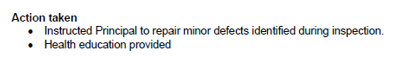 Action taken
• Instructed Principal to repair minor defects identified during inspection.
• Health education provided